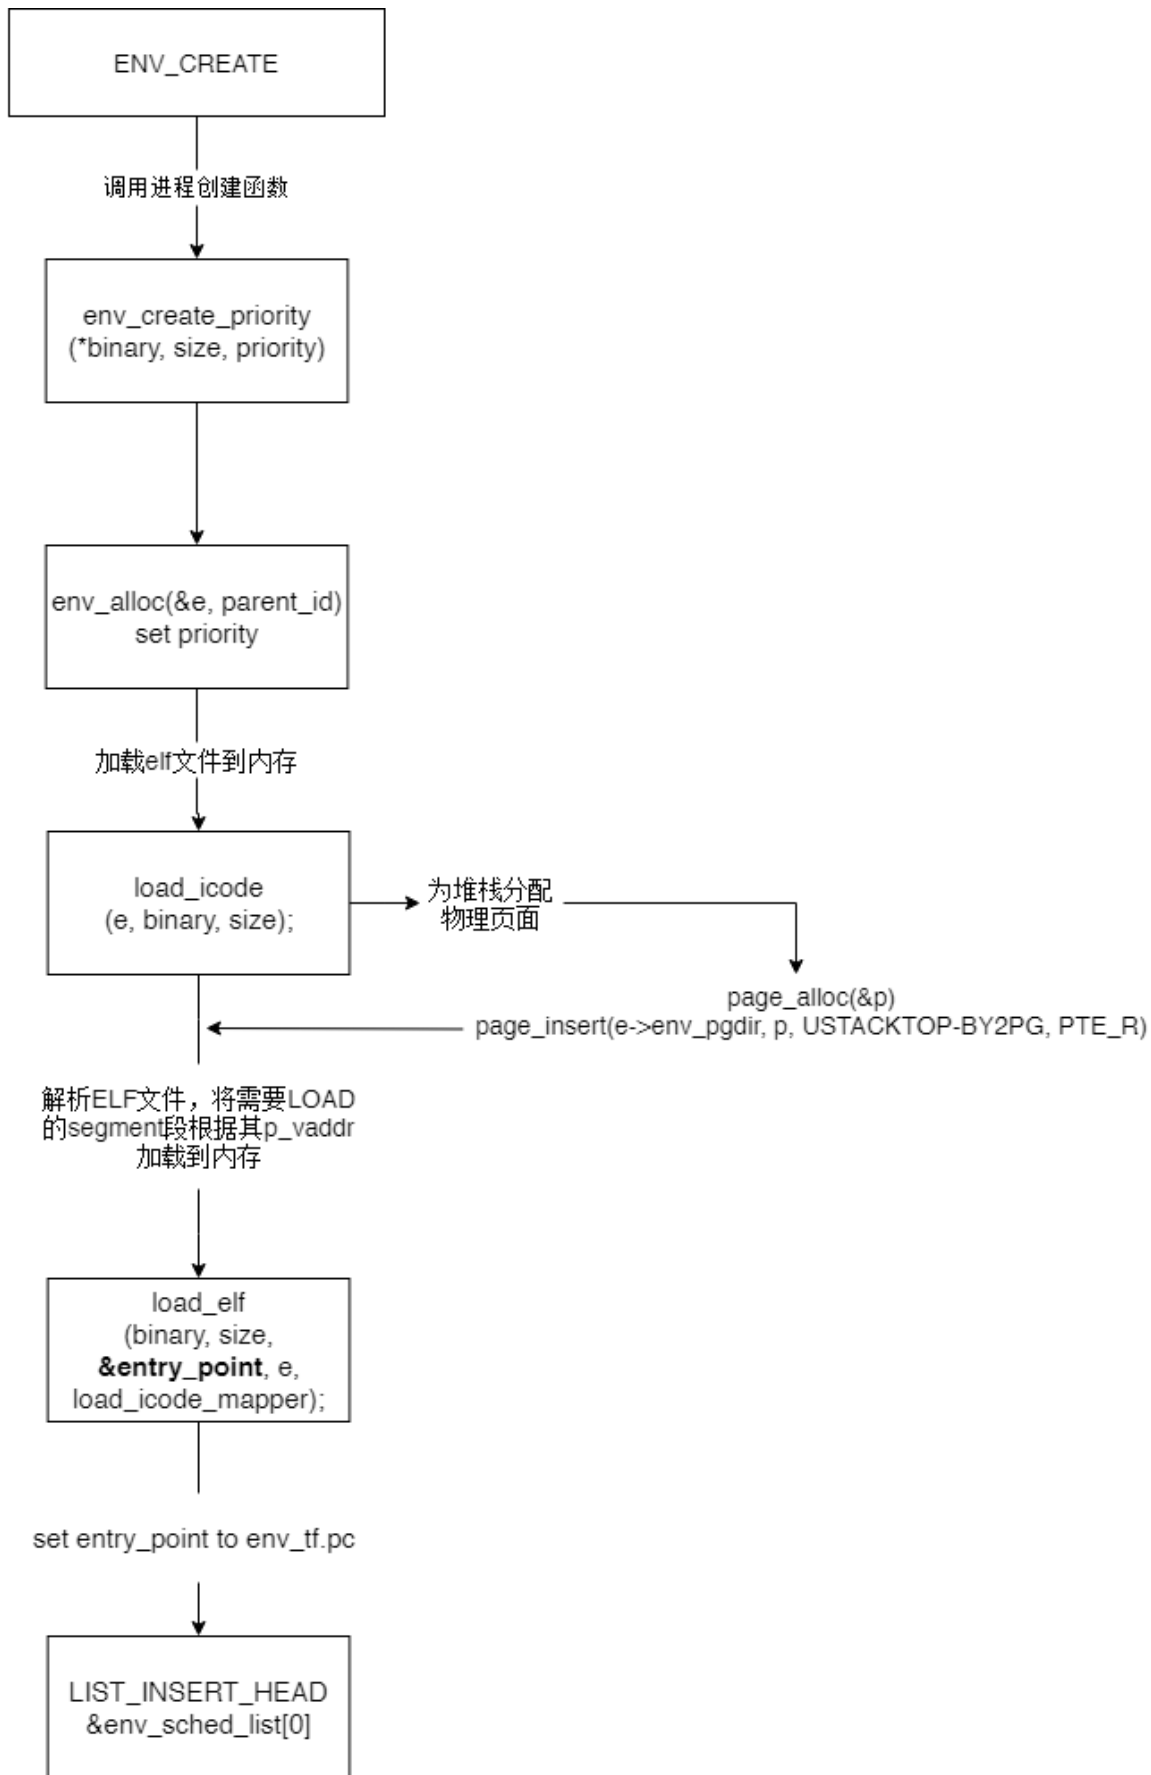 ENV_CREATE
调用进程创建函数
env_create_priority
(*binary, size, priority)
env_alloc(&e, parent_id)
set priority
加载elf文件到内存
load_icode
(e, binary, size);
为堆栈分配
物理页面
page_alloc(&p)
page_insert(e->env_pgdir, p, USTACKTOP-BY2PG, PTE_R)
解析ELF文件，将需要LOAD
的segment段根据其p_vaddr
加载到内存
load_elf
(binary, size,
&entry_point, e,
load_icode_mapper);
set entry_point to env_tf.pc
LIST_INSERT_HEAD
&env_sched_list[0]